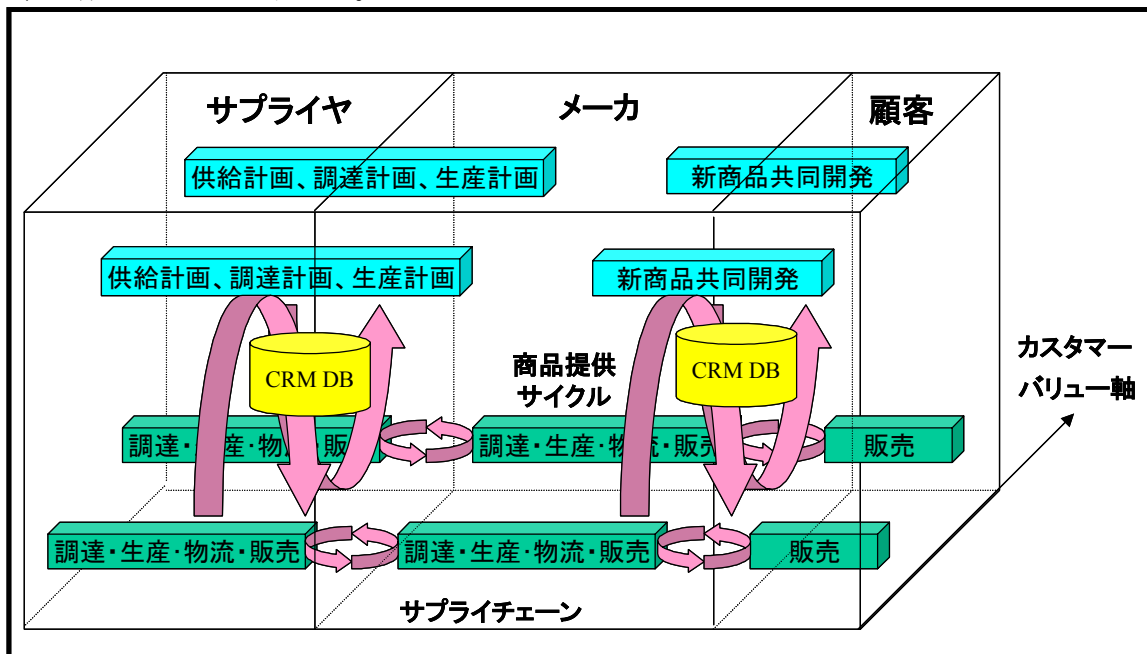 サプライヤ
メーカ
顧客
供給計画、調達計画、生産計画
新商品共同開発
供給計画、調達計画、生産計画
新商品共同開発
CRM DB
CRM DB
商品提供
サイクル
カスタマー
バリュー軸
調達・生産・物流・販売
調達・生産・物流・販売
販売
調達・生産・物流・販売
調達・生産・物流・販売
販売
サプライチェーン